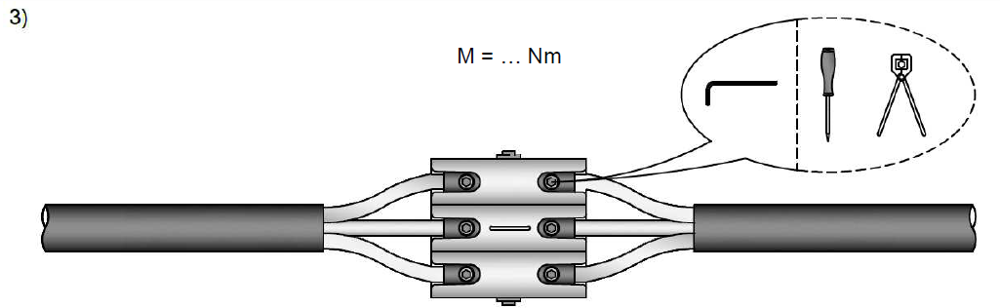 3)
M = … Nm